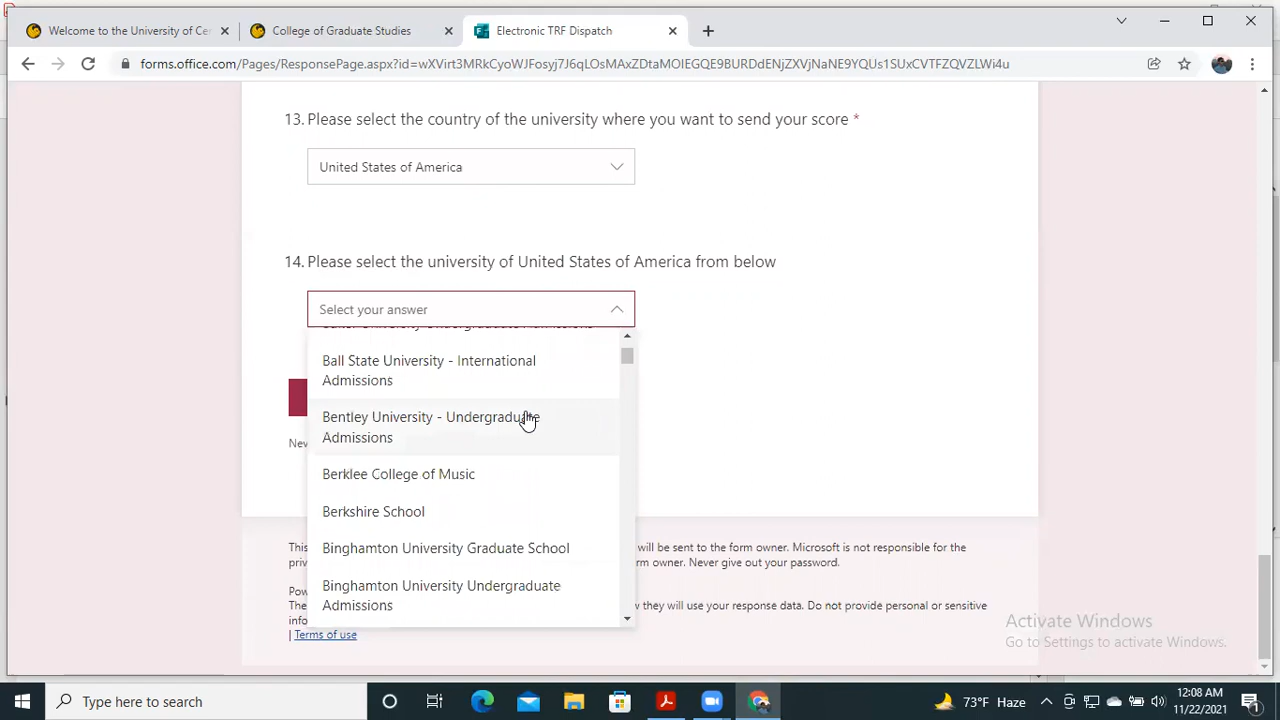 Welcome to the University of Ce
College of Graduate Studies
Electronic TRF Dispatch
forms.office.com/Pages/ResponsePage.aspx?id=wXVirt3MRkCyoWJFosyj7J6qLOsMAxZDtaMOIEGQE9BURDdENjZXVjNaNE9YQUs1SUxCVTFZQVZLWi4u
13. Please select the country of the university where you want to send your score *
United States of America
14. Please select the university of United States of America from below
Select your answer
Ball State University - International
Admissions
Bentley University - Undergraduate
Admissions
Berklee College of Music
Berkshire School
Binghamton University Graduate School
Binghamton University Undergraduate
Admissions
Nev
This
will be sent to the form owner. Microsoft is not responsible for the
priv
rm owner. Never give out your password.
Pow
The
they will use your response data. Do not provide personal or sensitive
info
| Terms of use
Activate Windows
Go to Settings to activate Windows.
Type here to search
73°F Haze
12:08 AM
11/22/2021
1